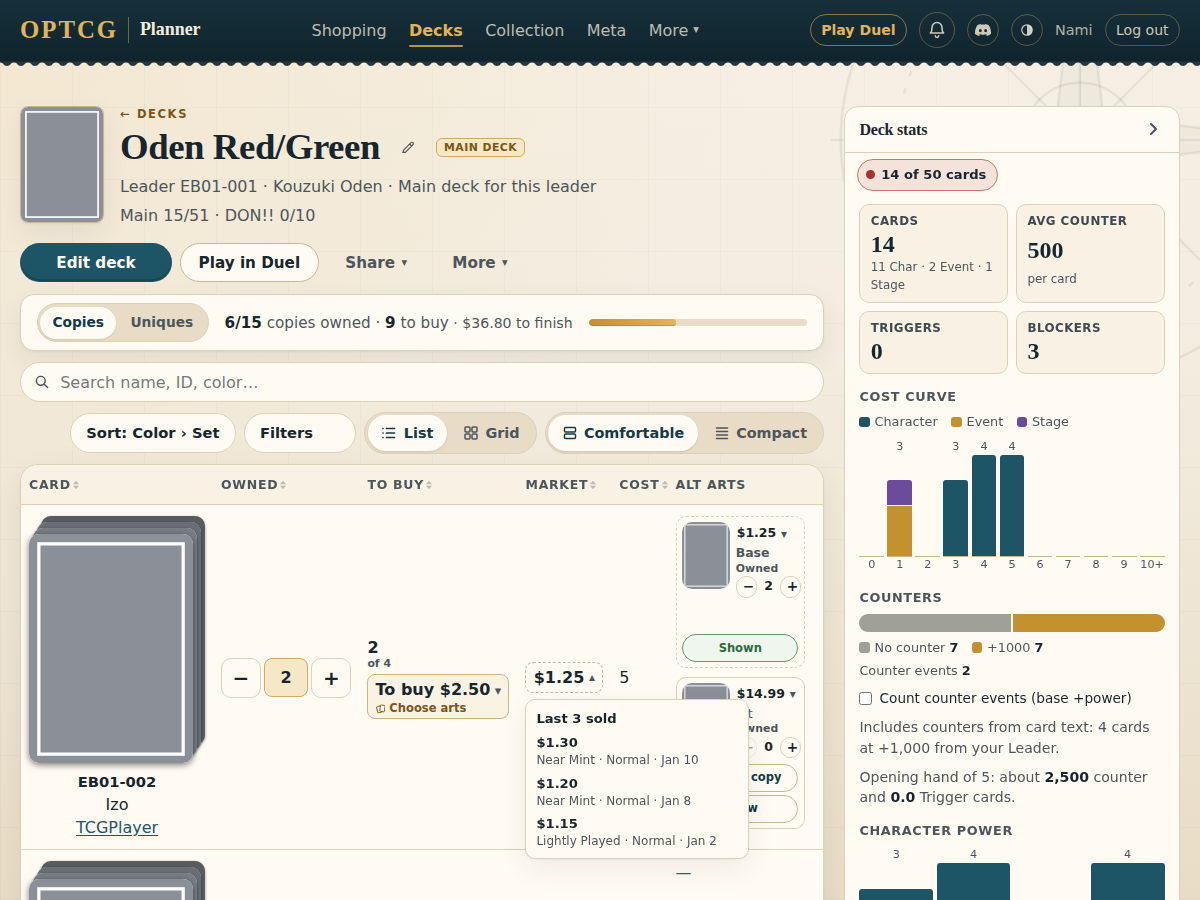 OPTCG Planner
Shopping Decks Collection Meta More ▾
Play Duel Nami Log out
← DECKS
Oden Red/Green MAIN DECK
Leader EB01-001 · Kouzuki Oden · Main deck for this leader
Main 15/51 · DON!! 0/10
Edit deck Play in Duel Share ▾ More ▾
Copies Uniques 6/15 copies owned · 9 to buy · $36.80 to finish
Search name, ID, color…
Sort: Color › Set Filters List Grid Comfortable Compact
CARD OWNED TO BUY MARKET COST ALT ARTS
EB01-002
Izo
TCGPlayer
− 2 +
2
of 4
To buy $2.50 ▾
Choose arts
$1.25 ▴
5
$1.25 ▾
Base
Owned
− 2 +
Shown
$14.99 ▾
0 +
copy
Last 3 sold
$1.30
Near Mint · Normal · Jan 10
$1.20
Near Mint · Normal · Jan 8
$1.15
Lightly Played · Normal · Jan 2
—
Deck stats
14 of 50 cards
CARDS
14
11 Char · 2 Event · 1
Stage
AVG COUNTER
500
per card
TRIGGERS
0
BLOCKERS
3
COST CURVE
Character Event Stage
3 3 4 4
0 1 2 3 4 5 6 7 8 9 10+
COUNTERS
No counter 7 +1000 7
Counter events 2
Count counter events (base +power)
Includes counters from card text: 4 cards
at +1,000 from your Leader.
Opening hand of 5: about 2,500 counter
and 0.0 Trigger cards.
CHARACTER POWER
3 4 4